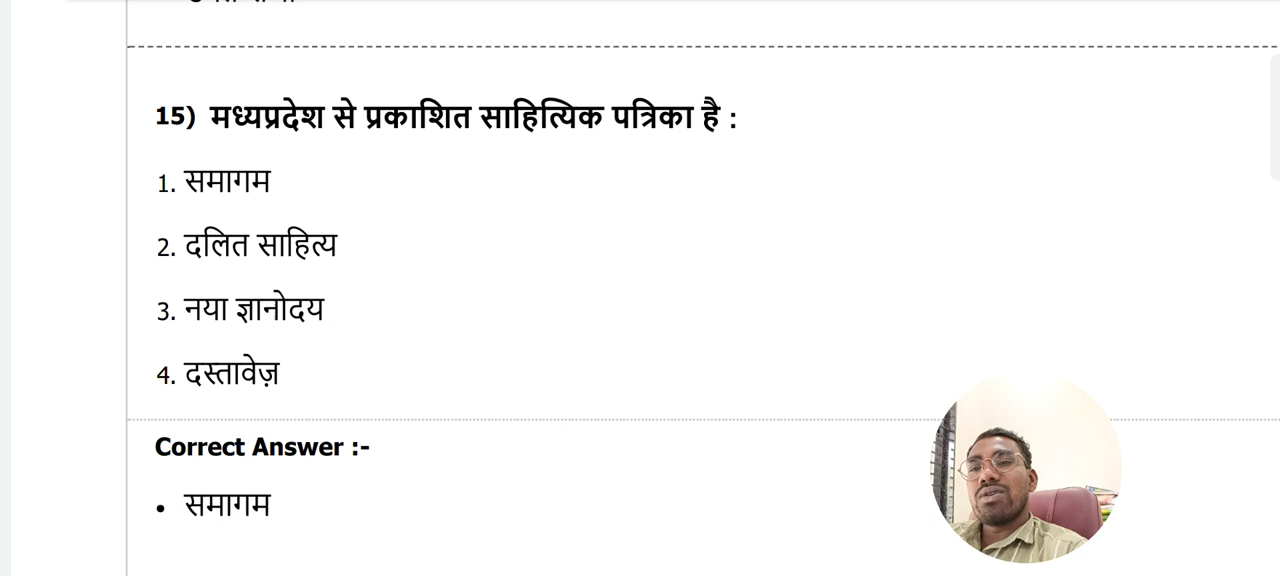 15) मध्यप्रदेश से प्रकाशित साहित्यिक पत्रिका है :
1. समागम
2. दलित साहित्य
3. नया ज्ञानोदय
4. दस्तावेज़
Correct Answer :-
• समागम